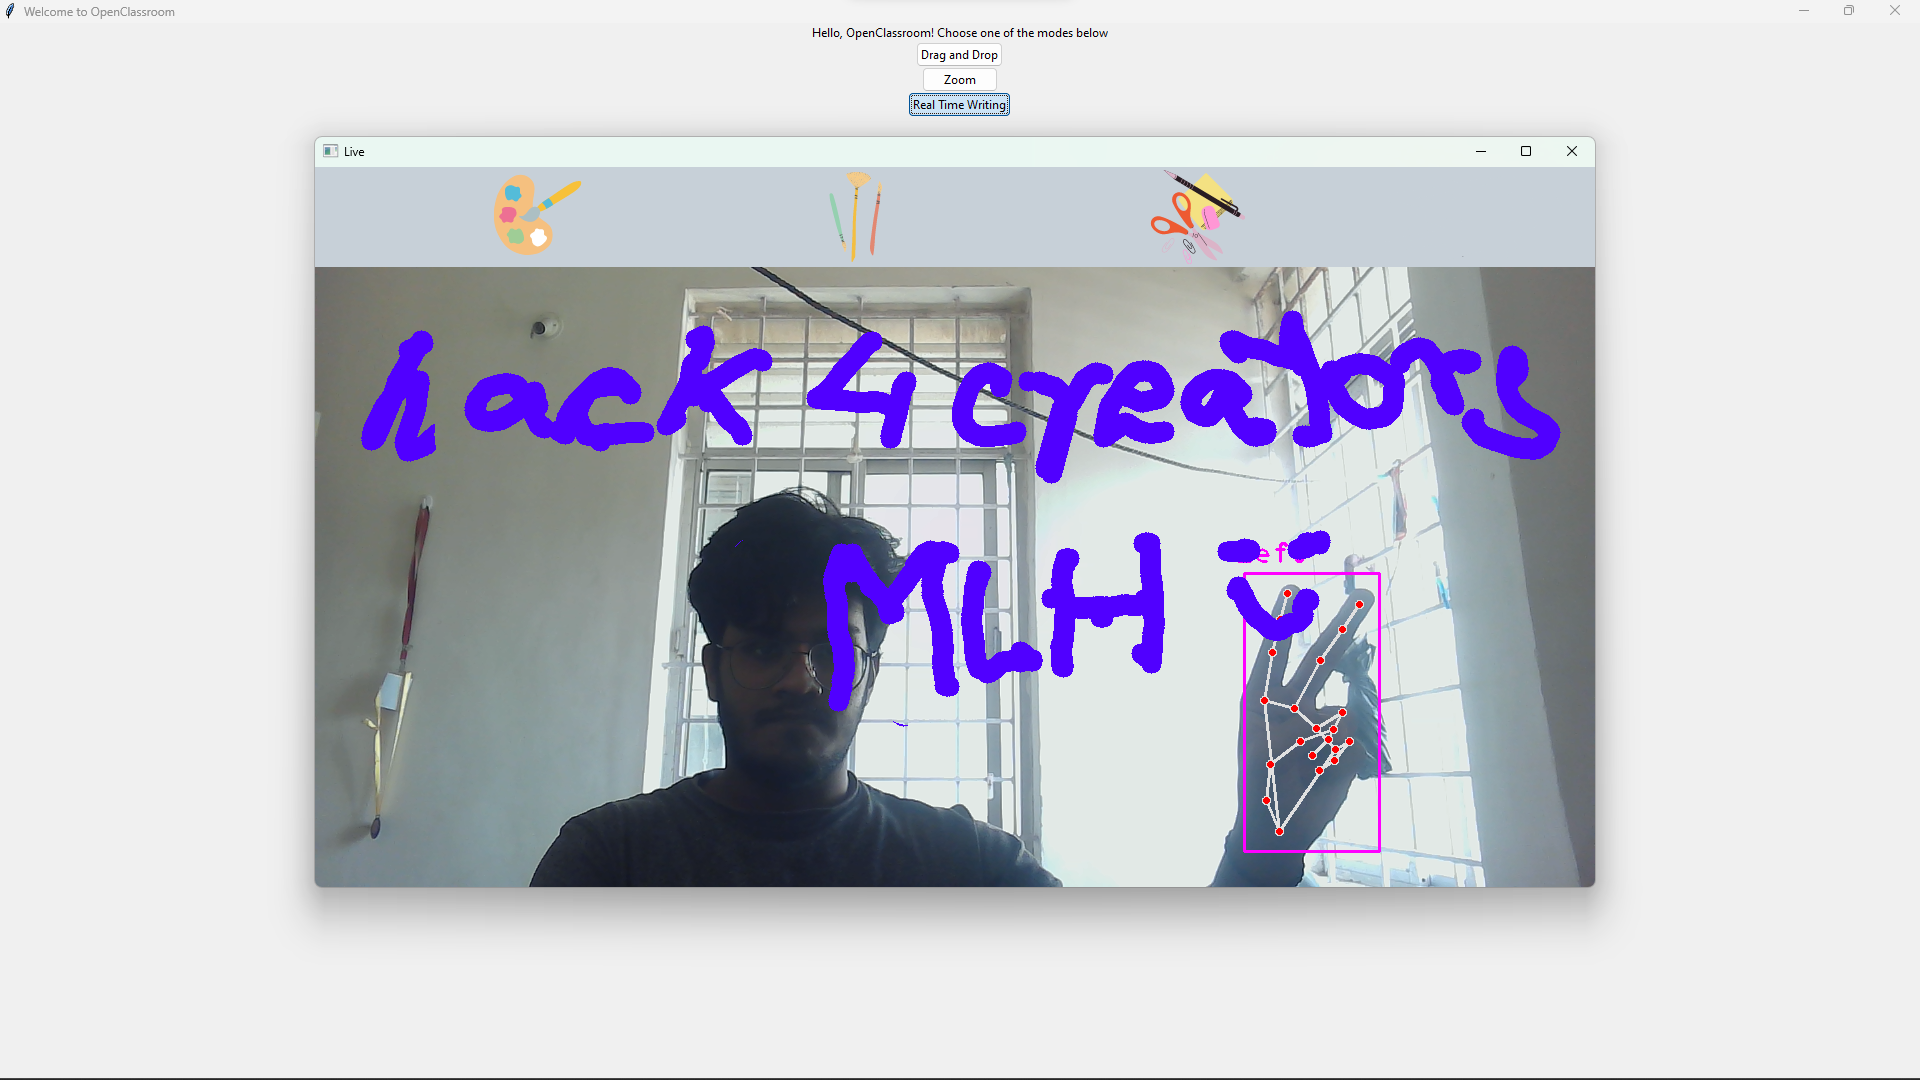 Welcome to OpenClassroom
Hello, OpenClassroom! Choose one of the modes below
Drag and Drop
Zoom
Real Time Writing
Live
hack 4 creators
MLH